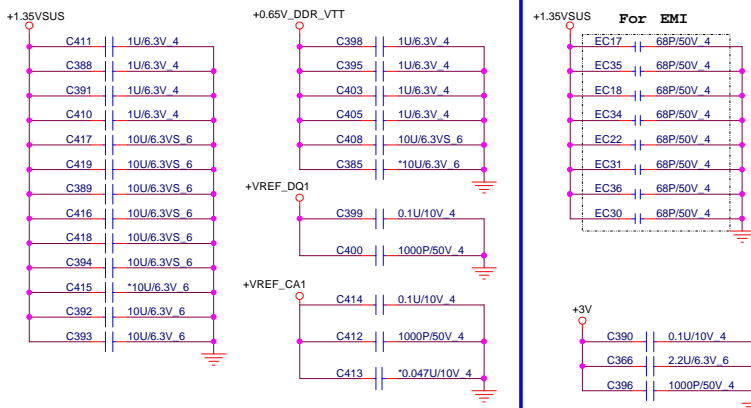 +1.35VSUS
C411 1U/6.3V_4
C388 1U/6.3V_4
C391 1U/6.3V_4
C410 1U/6.3V_4
C417 10U/6.3VS_6
C419 10U/6.3VS_6
C389 10U/6.3VS_6
C416 10U/6.3VS_6
C418 10U/6.3VS_6
C394 10U/6.3VS_6
C415 *10U/6.3V_6
C392 10U/6.3V_6
C393 10U/6.3V_6
+0.65V_DDR_VTT
C398 1U/6.3V_4
C395 1U/6.3V_4
C403 1U/6.3V_4
C405 1U/6.3V_4
C408 10U/6.3VS_6
C385 *10U/6.3V_6
+VREF_DQ1
C399 0.1U/10V_4
C400 1000P/50V_4
+VREF_CA1
C414 0.1U/10V_4
C412 1000P/50V_4
C413 *0.047U/10V_4
+1.35VSUS For EMI
EC17 68P/50V_4
EC35 68P/50V_4
EC18 68P/50V_4
EC34 68P/50V_4
EC22 68P/50V_4
EC31 68P/50V_4
EC36 68P/50V_4
EC30 68P/50V_4
+3V
C390 0.1U/10V_4
C366 2.2U/6.3V_6
C396 1000P/50V_4